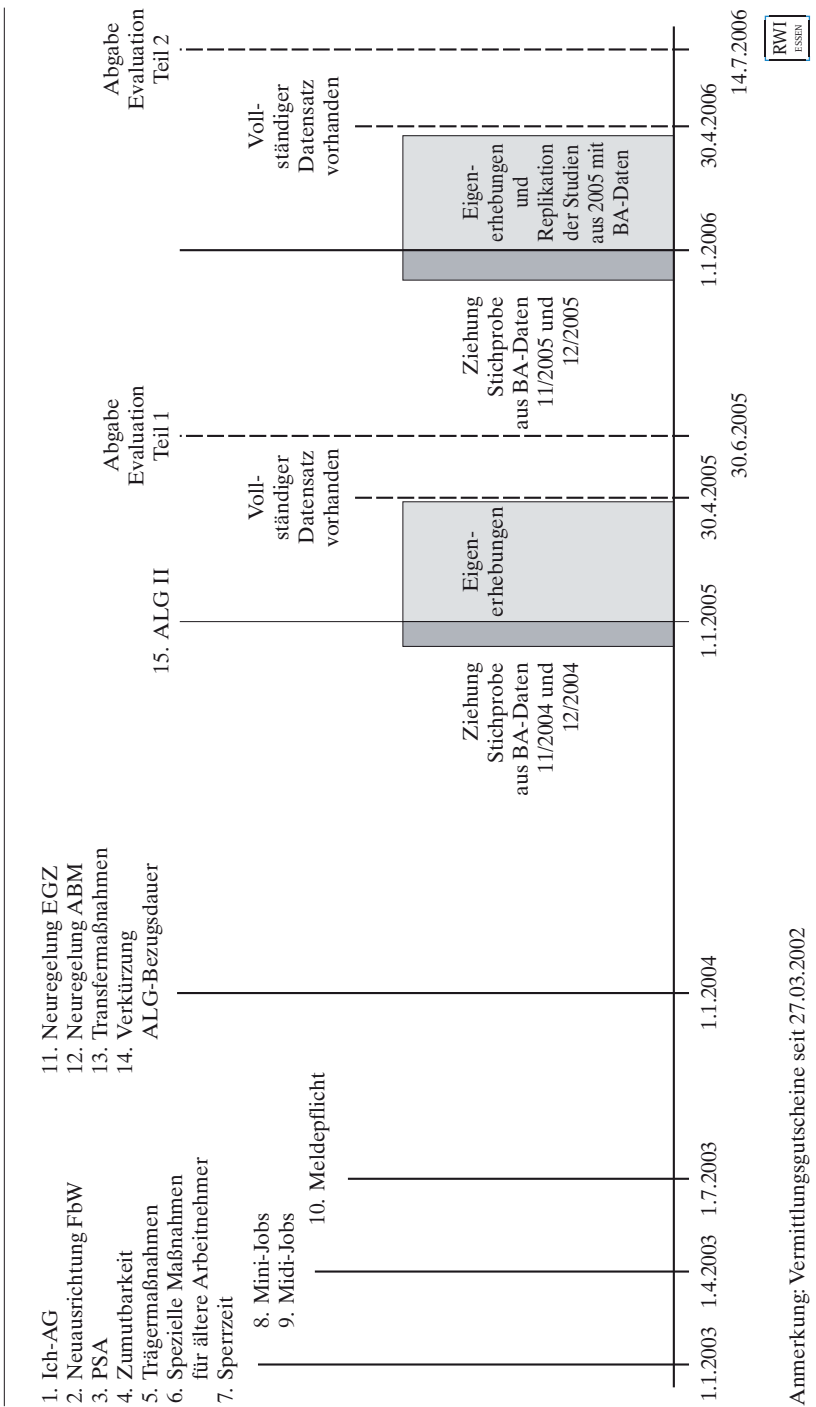 1. Ich-AG
2. Neuausrichtung FbW
3. PSA
4. Zumutbarkeit
5. Trägermaßnahmen
6. Spezielle Maßnahmen
für ältere Arbeitnehmer
7. Sperrzeit
8. Mini-Jobs
9. Midi-Jobs
10. Meldepflicht
11. Neuregelung EGZ
12. Neuregelung ABM
13. Transfermaßnahmen
14. Verkürzung
ALG-Bezugsdauer
15. ALG II
Abgabe
Evaluation
Teil 1
Abgabe
Evaluation
Teil 2
Voll-
ständiger
Datensatz
vorhanden
Voll-
ständiger
Datensatz
vorhanden
Ziehung
Stichprobe
aus BA-Daten
11/2004 und
12/2004
Eigen-
erhebungen
Ziehung
Stichprobe
aus BA-Daten
11/2005 und
12/2005
Eigen-
erhebungen
und
Replikation
der Studien
aus 2005 mit
BA-Daten
1.1.2003
1.4.2003
1.7.2003
1.1.2004
1.1.2005
30.4.2005
30.6.2005
1.1.2006
30.4.2006
14.7.2006
Anmerkung: Vermittlungsgutscheine seit 27.03.2002
RWI
ESSEN